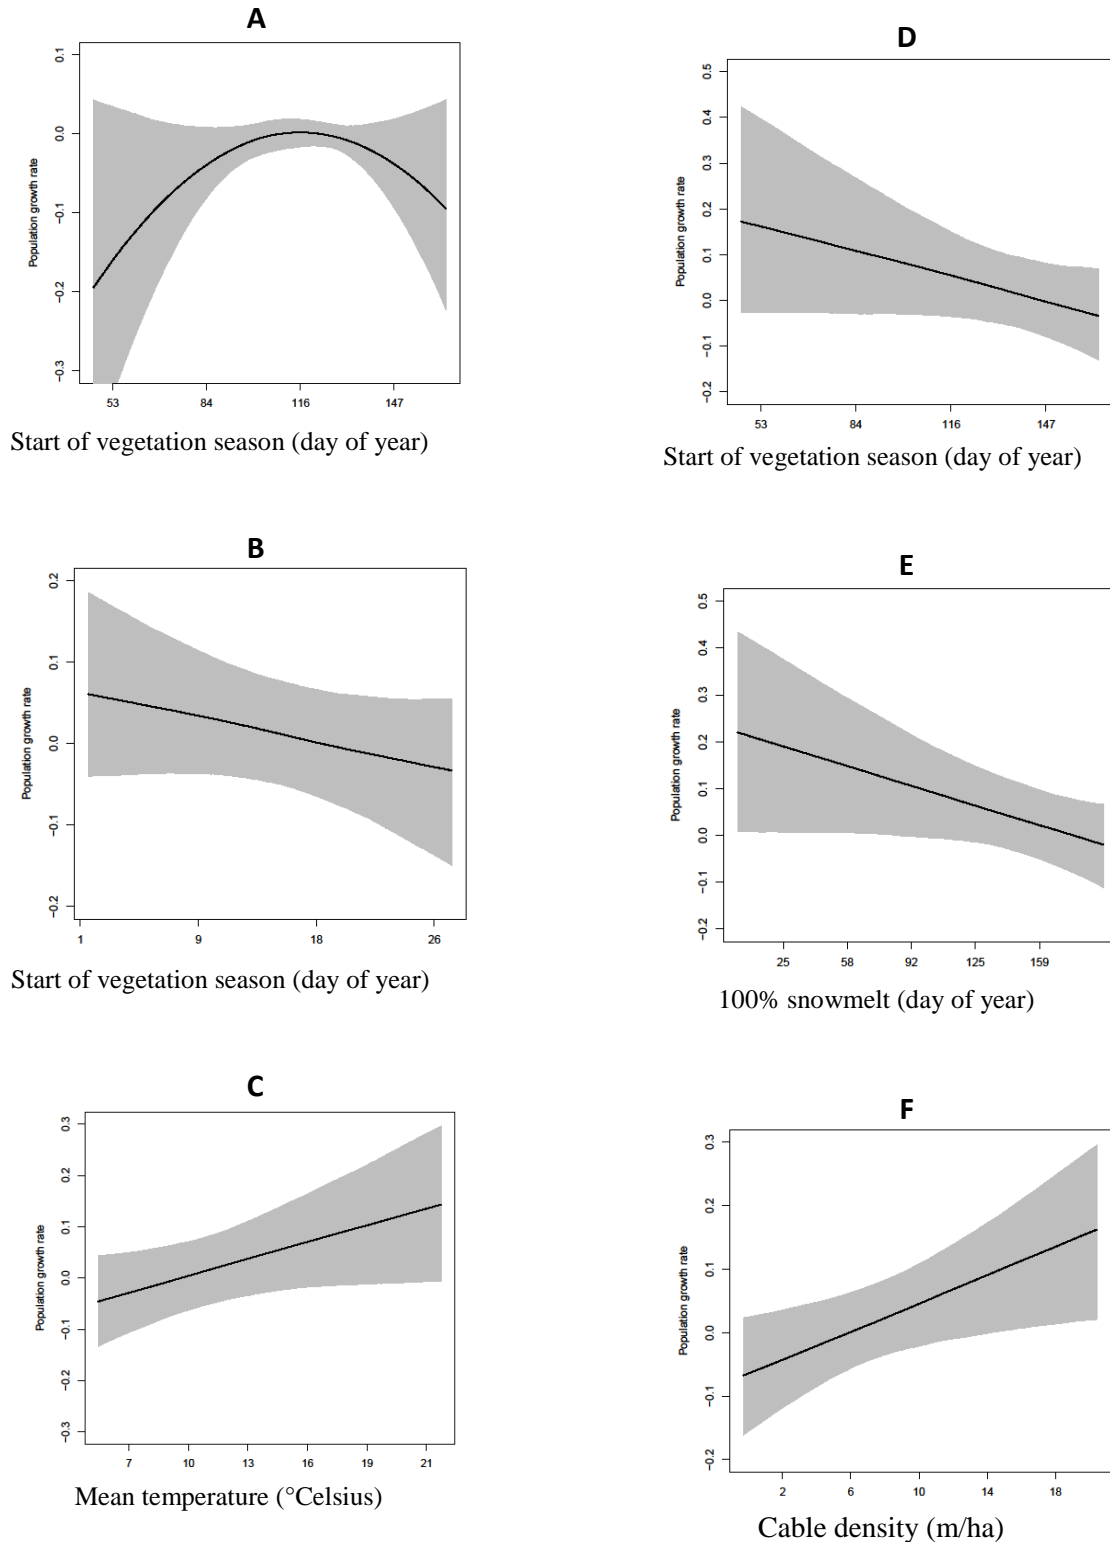 A
Population growth rate
0.1
0.0
−0.1
−0.2
−0.3
53 84 116 147
Start of vegetation season (day of year)
B
Population growth rate
0.2
0.1
0.0
−0.1
−0.2
1 9 18 26
Start of vegetation season (day of year)
C
Population growth rate
0.3
0.2
0.1
0.0
−0.1
−0.2
−0.3
7 10 13 16 19 21
Mean temperature (°Celsius)
D
Population growth rate
0.5
0.4
0.3
0.2
0.1
0.0
−0.1
−0.2
53 84 116 147
Start of vegetation season (day of year)
E
Population growth rate
0.5
0.4
0.3
0.2
0.1
0.0
−0.1
−0.2
25 58 92 125 159
100% snowmelt (day of year)
F
Population growth rate
0.3
0.2
0.1
0.0
−0.1
−0.2
2 6 10 14 18
Cable density (m/ha)